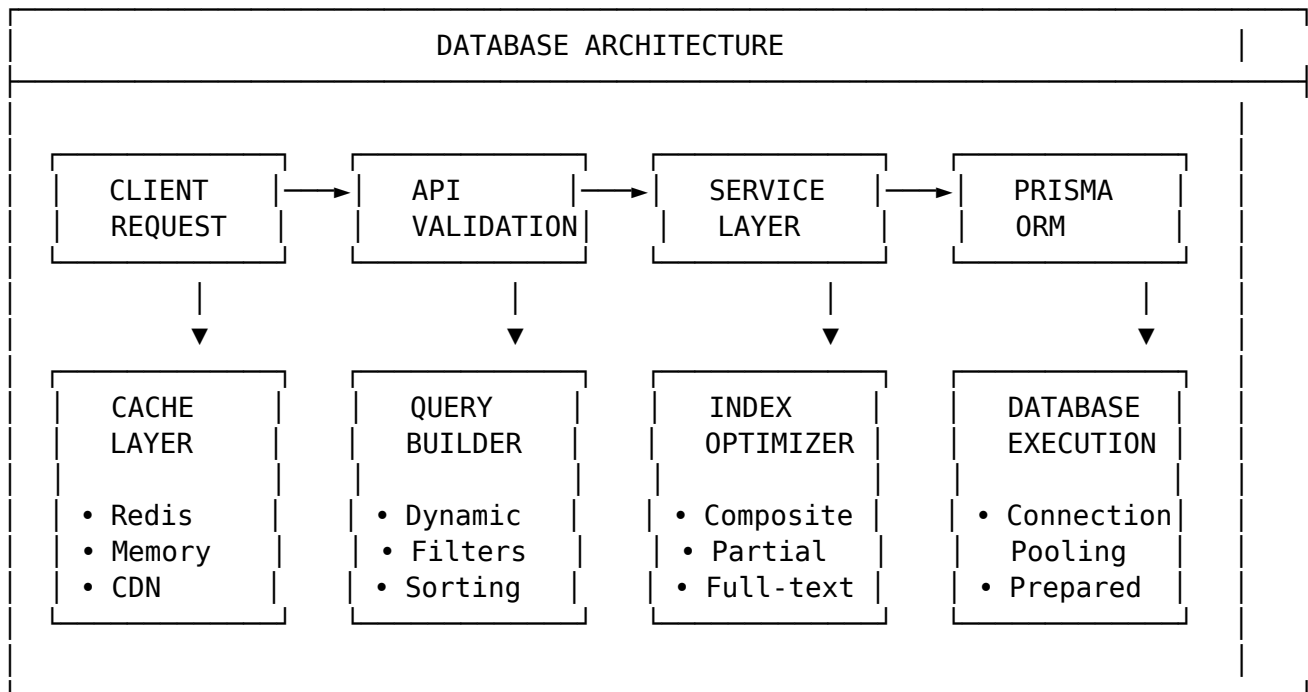 DATABASE ARCHITECTURE
CLIENT API SERVICE PRISMA
REQUEST VALIDATION LAYER ORM
CACHE QUERY INDEX DATABASE
LAYER BUILDER OPTIMIZER EXECUTION
• Redis • Dynamic • Composite • Connection
• Memory • Filters • Partial Pooling
• CDN • Sorting • Full-text • Prepared